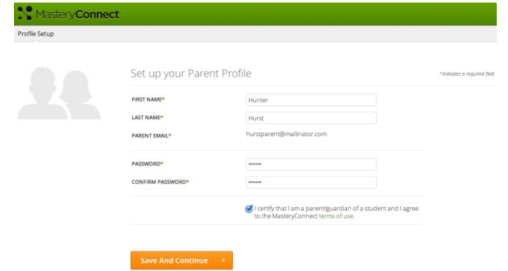 MasteryConnect
Profile Setup
Set up your Parent Profile
*Indicates a required field
FIRST NAME* Hunter
LAST NAME* Hurst
PARENT EMAIL* hurstparent@mailinator.com
PASSWORD* ••••••
CONFIRM PASSWORD* ••••••
I certify that I am a parent/guardian of a student and I agree
to the MasteryConnect terms of use.
Save And Continue